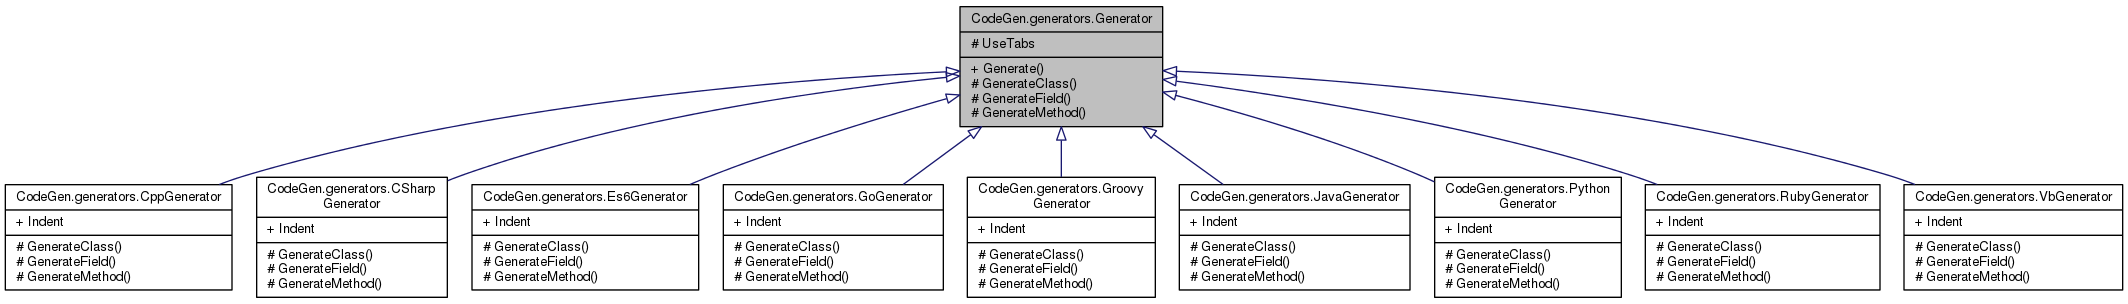 CodeGen.generators.Generator
# UseTabs
+ Generate()
# GenerateClass()
# GenerateField()
# GenerateMethod()
CodeGen.generators.CppGenerator
+ Indent
# GenerateClass()
# GenerateField()
# GenerateMethod()
CodeGen.generators.CSharp
Generator
+ Indent
# GenerateClass()
# GenerateField()
# GenerateMethod()
CodeGen.generators.Es6Generator
+ Indent
# GenerateClass()
# GenerateField()
# GenerateMethod()
CodeGen.generators.GoGenerator
+ Indent
# GenerateClass()
# GenerateField()
# GenerateMethod()
CodeGen.generators.Groovy
Generator
+ Indent
# GenerateClass()
# GenerateField()
# GenerateMethod()
CodeGen.generators.JavaGenerator
+ Indent
# GenerateClass()
# GenerateField()
# GenerateMethod()
CodeGen.generators.Python
Generator
+ Indent
# GenerateClass()
# GenerateField()
# GenerateMethod()
CodeGen.generators.RubyGenerator
+ Indent
# GenerateClass()
# GenerateField()
# GenerateMethod()
CodeGen.generators.VbGenerator
+ Indent
# GenerateClass()
# GenerateField()
# GenerateMethod()